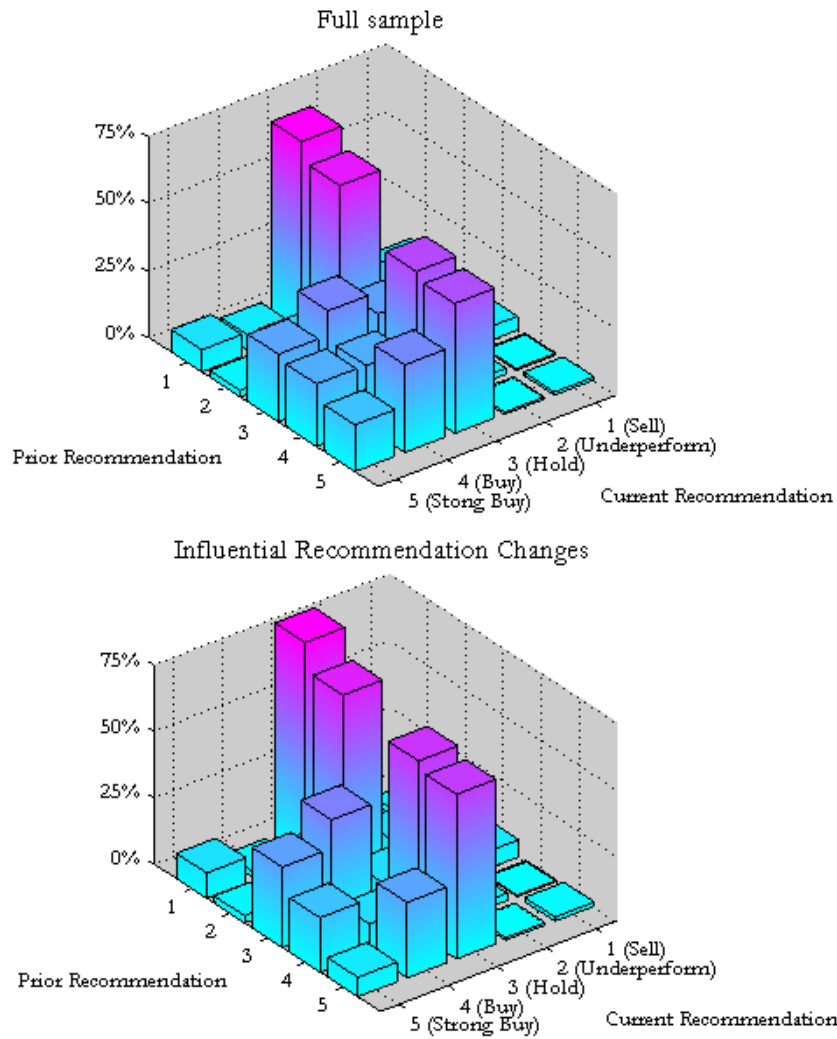 Full sample
75%
50%
25%
0%
1
2
3
4
5
Prior Recommendation
1 (Sell)
2 (Underperform)
3 (Hold)
4 (Buy)
5 (Stong Buy)
Current Recommendation
Influential Recommendation Changes
75%
50%
25%
0%
1
2
3
4
5
Prior Recommendation
1 (Sell)
2 (Underperform)
3 (Hold)
4 (Buy)
5 (Strong Buy)
Current Recommendation